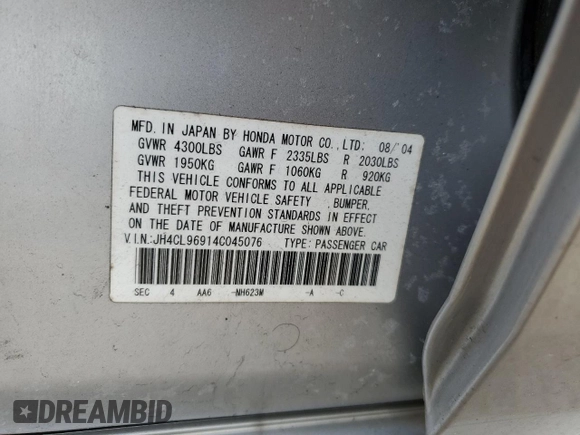 MFD. IN JAPAN BY HONDA MOTOR CO., LTD: 08/'04
GVWR 4300LBS GAWR F 2335LBS R 2030LBS
GVWR 1950KG GAWR F 1060KG R 920KG
THIS VEHICLE CONFORMS TO ALL APPLICABLE
FEDERAL MOTOR VEHICLE SAFETY , BUMPER,
AND THEFT PREVENTION STANDARDS IN EFFECT
ON THE DATE OF MANUFACTURE SHOWN ABOVE.
V.I.N.:JH4CL96914C045076 TYPE: PASSENGER CAR
SEC 4 AA6 -NH623M -A -C
DREAMBID